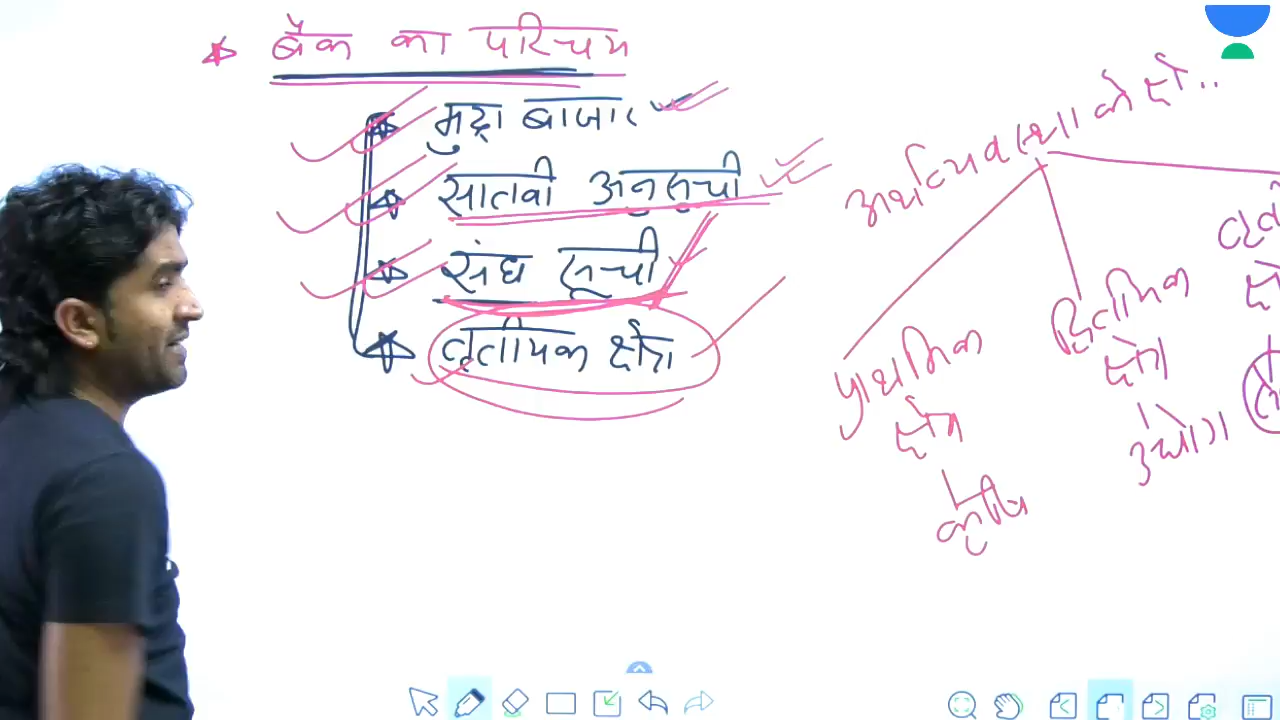 बैंक का परिचय
मुद्रा बाजार
सातवी अनुसूची
संघ सूची
तृतीयक क्षेत्र
अर्थव्यवस्था के क्षे..
प्राथमिक
क्षेत्र
कृषि
द्वितीयक
क्षेत्र
उद्योग